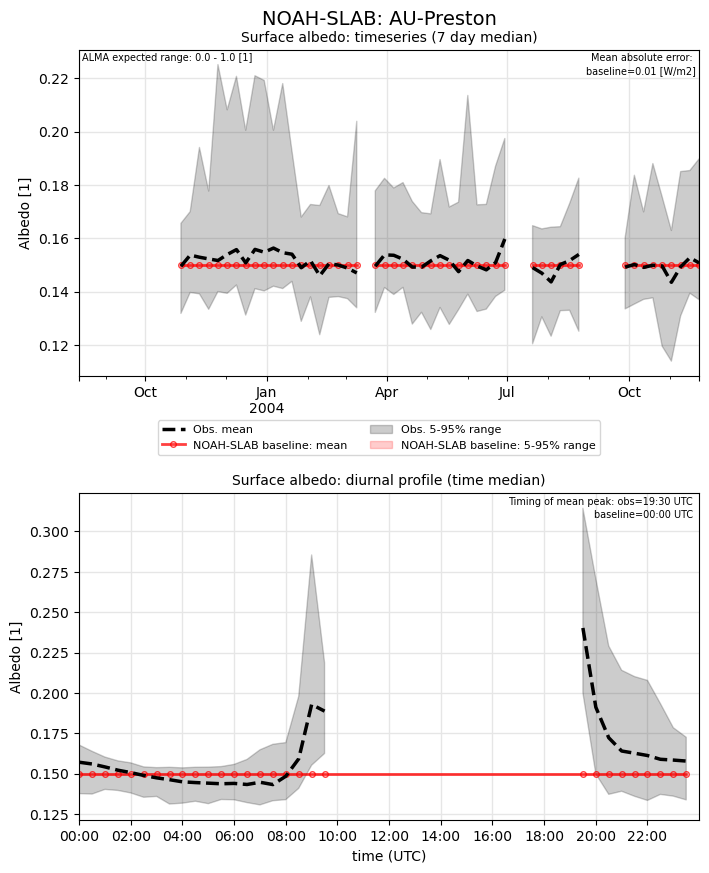 NOAH-SLAB: AU-Preston
Surface albedo: timeseries (7 day median)
ALMA expected range: 0.0 - 1.0 [1]
Mean absolute error:
baseline=0.01 [W/m2]
0.22
0.20
0.18
0.16
0.14
0.12
Albedo [1]
Oct
Jan
2004
Apr
Jul
Oct
Obs. mean
NOAH-SLAB baseline: mean
Obs. 5-95% range
NOAH-SLAB baseline: 5-95% range
Surface albedo: diurnal profile (time median)
Timing of mean peak: obs=19:30 UTC
baseline=00:00 UTC
0.300
0.275
0.250
0.225
0.200
0.175
0.150
0.125
Albedo [1]
00:00 02:00 04:00 06:00 08:00 10:00 12:00 14:00 16:00 18:00 20:00 22:00
time (UTC)